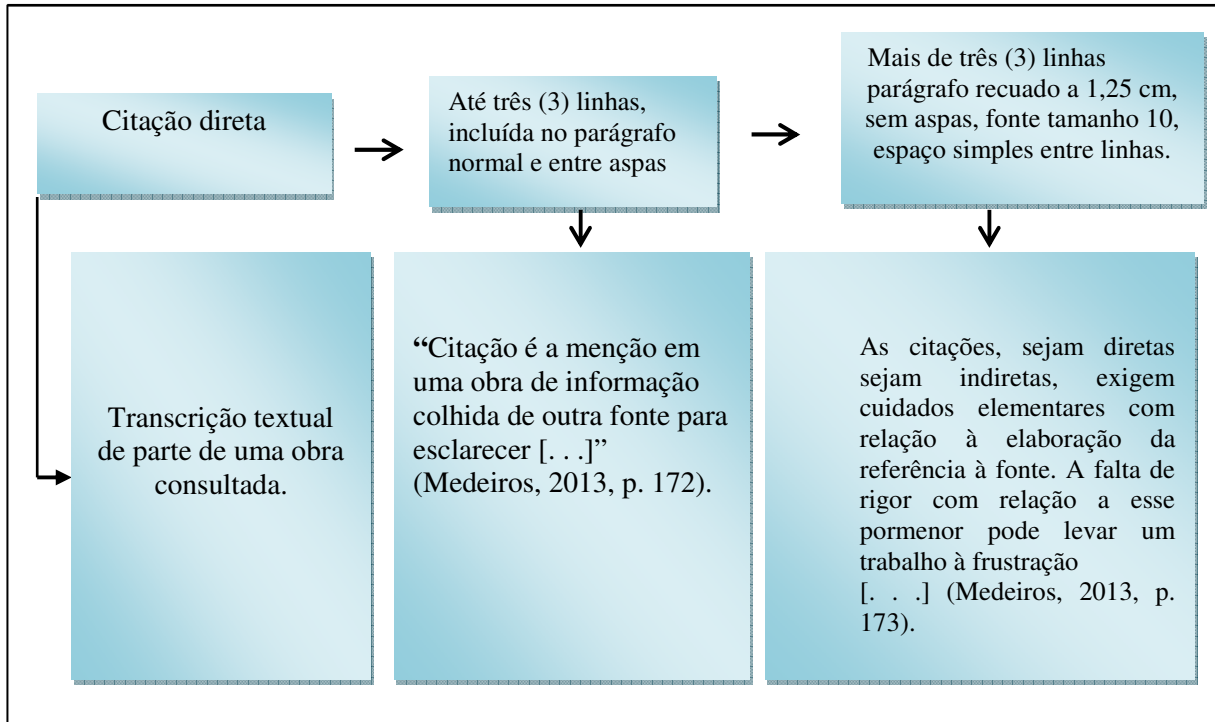 Citação direta
Até três (3) linhas,
incluída no parágrafo
normal e entre aspas
Mais de três (3) linhas
parágrafo recuado a 1,25 cm,
sem aspas, fonte tamanho 10,
espaço simples entre linhas.
Transcrição textual
de parte de uma obra
consultada.
“Citação é a menção em
uma obra de informação
colhida de outra fonte para
esclarecer [. . .]”
(Medeiros, 2013, p. 172).
As citações, sejam diretas
sejam indiretas, exigem
cuidados elementares com
relação à elaboração da
referência à fonte. A falta de
rigor com relação a esse
pormenor pode levar um
trabalho à frustração
[. . .] (Medeiros, 2013, p.
173).